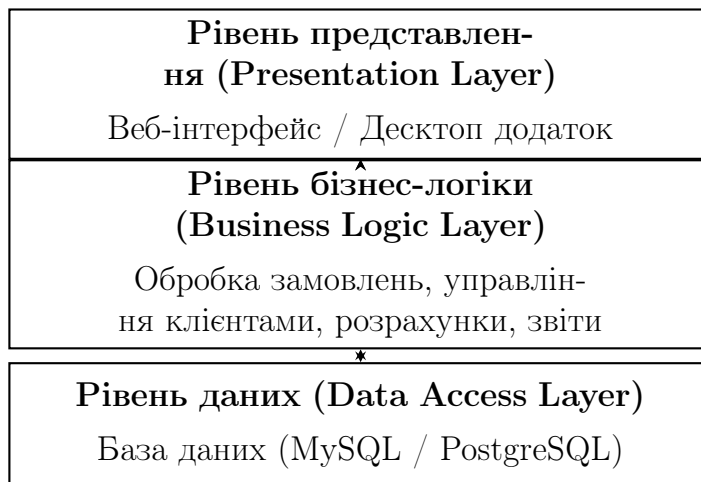 Рівень представлен-
ня (Presentation Layer)
Веб-інтерфейс / Десктоп додаток
Рівень бізнес-логіки
(Business Logic Layer)
Обробка замовлень, управлін-
ня клієнтами, розрахунки, звіти
Рівень даних (Data Access Layer)
База даних (MySQL / PostgreSQL)